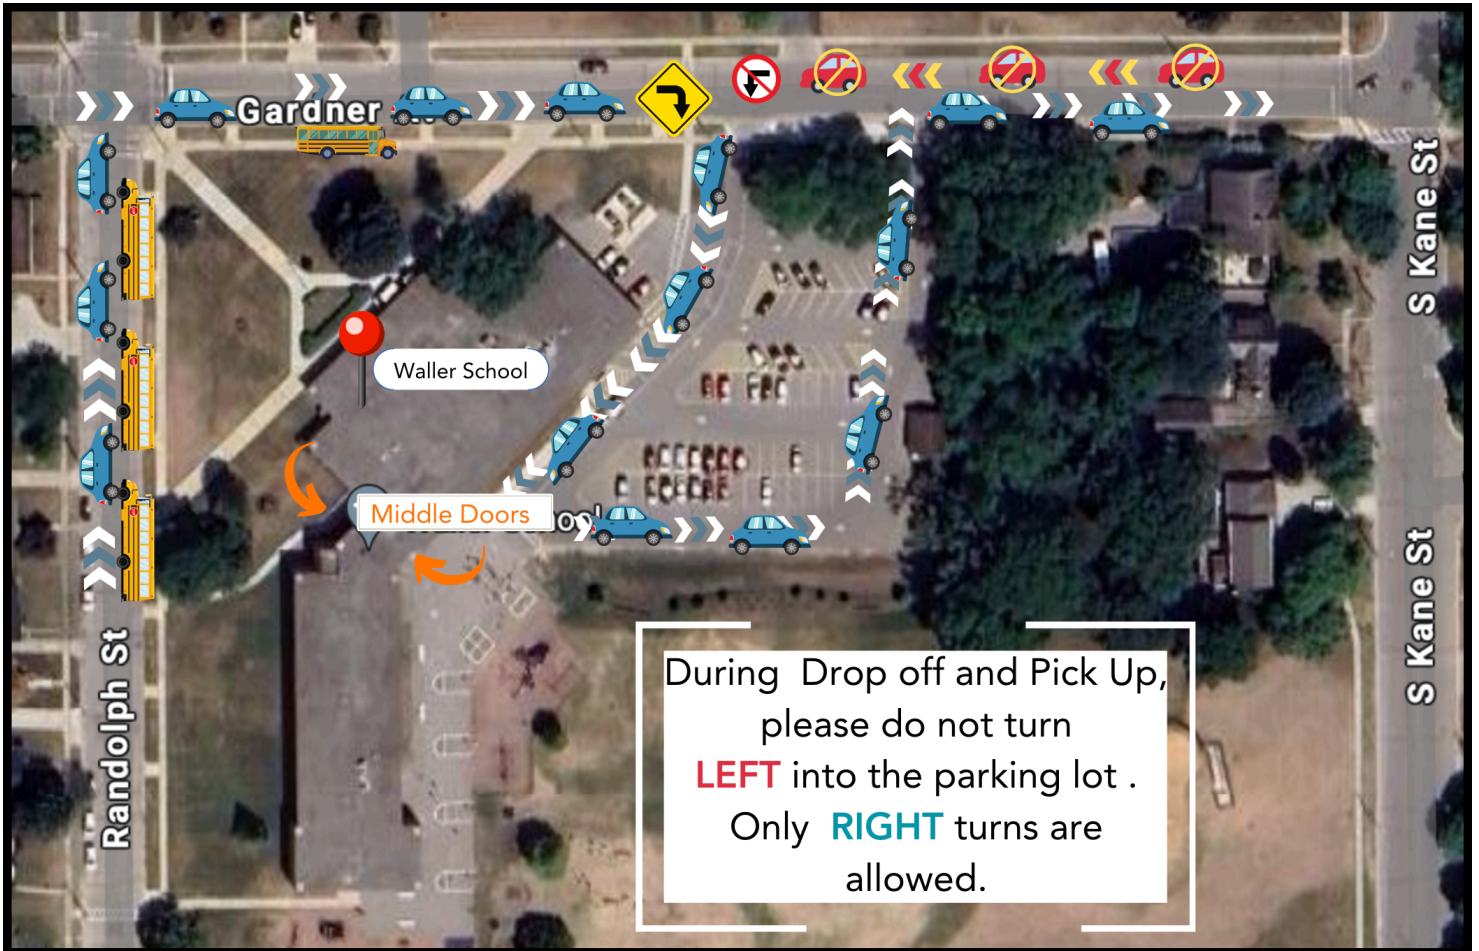 Gardner
Waller School
Middle Doors
ool
Randolph St
S Kane St
S Kane St
During Drop off and Pick Up,
please do not turn
LEFT into the parking lot .
Only RIGHT turns are
allowed.